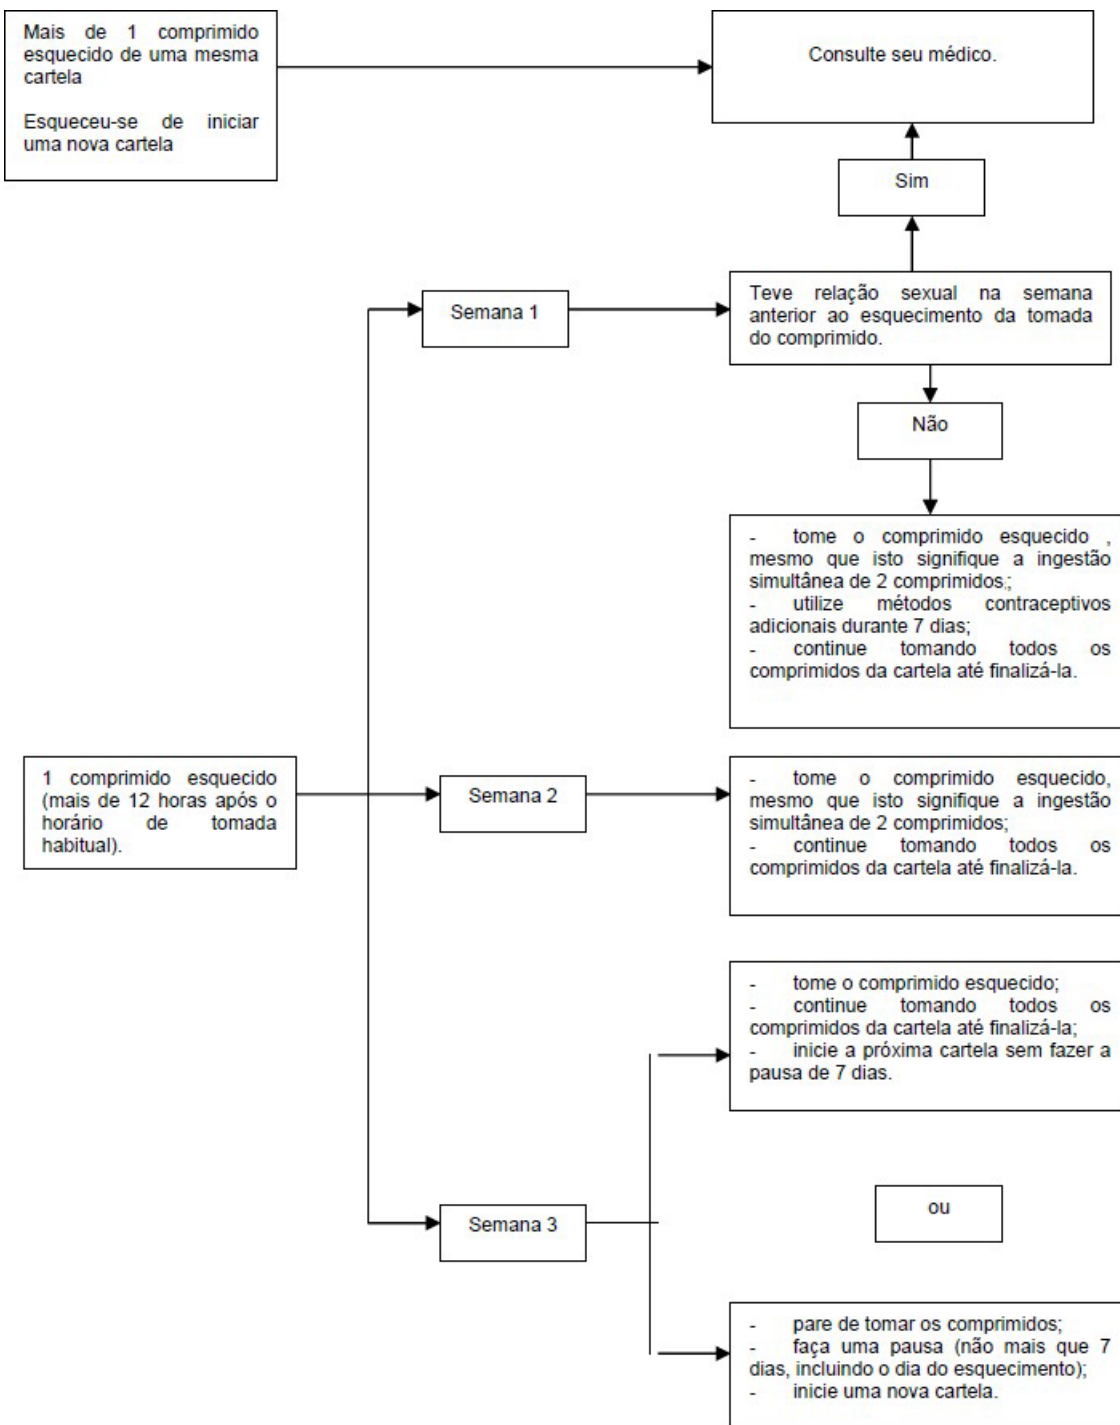 Mais de 1 comprimido
esquecido de uma mesma
cartela
Esqueceu-se de iniciar
uma nova cartela
Consulte seu médico.
Sim
Semana 1
Teve relação sexual na semana
anterior ao esquecimento da tomada
do comprimido.
Não
- tome o comprimido esquecido ,
mesmo que isto signifique a ingestão
simultânea de 2 comprimidos,;
- utilize métodos contraceptivos
adicionais durante 7 dias;
- continue tomando todos os
comprimidos da cartela até finalizá-la.
1 comprimido esquecido
(mais de 12 horas após o
horário de tomada
habitual).
Semana 2
- tome o comprimido esquecido,
mesmo que isto signifique a ingestão
simultânea de 2 comprimidos;
- continue tomando todos os
comprimidos da cartela até finalizá-la.
- tome o comprimido esquecido;
- continue tomando todos os
comprimidos da cartela até finalizá-la;
- inicie a próxima cartela sem fazer a
pausa de 7 dias.
Semana 3
ou
- pare de tomar os comprimidos;
- faça uma pausa (não mais que 7
dias, incluindo o dia do esquecimento);
- inicie uma nova cartela.